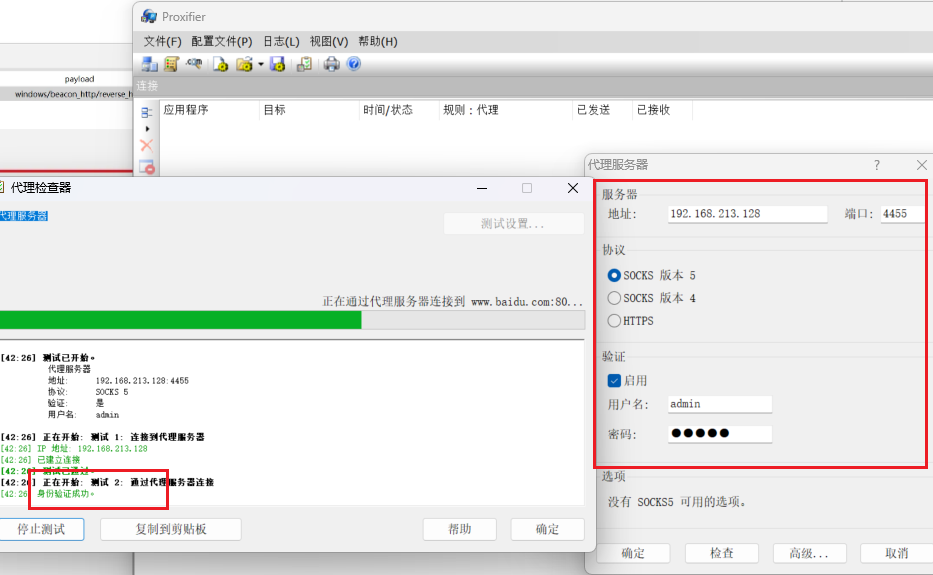 Proxifier
文件(F) 配置文件(P) 日志(L) 视图(V) 帮助(H)
payload
windows/beacon_http/reverse_h
连接
应用程序 目标 时间/状态 规则：代理 已发送 已接收
代理检查器
代理服务器
测试设置...
正在通过代理服务器连接到 www.baidu.com:80...
[42:26] 测试已开始。
代理服务器
地址: 192.168.213.128:4455
协议: SOCKS 5
验证: 是
用户名: admin
[42:26] 正在开始: 测试 1: 连接到代理服务器
[42:26] IP 地址: 192.168.213.128
[42:26] 已建立连接
[42:26] 测试已通过。
[42:26] 正在开始: 测试 2: 通过代理服务器连接
[42:26] 身份验证成功。
停止测试 复制到剪贴板 帮助 确定
代理服务器 ?
服务器
地址: 192.168.213.128 端口: 4455
协议
SOCKS 版本 5
SOCKS 版本 4
HTTPS
验证
启用
用户名: admin
密码: ●●●●●
选项
没有 SOCKS5 可用的选项。
确定 检查 高级... 取消